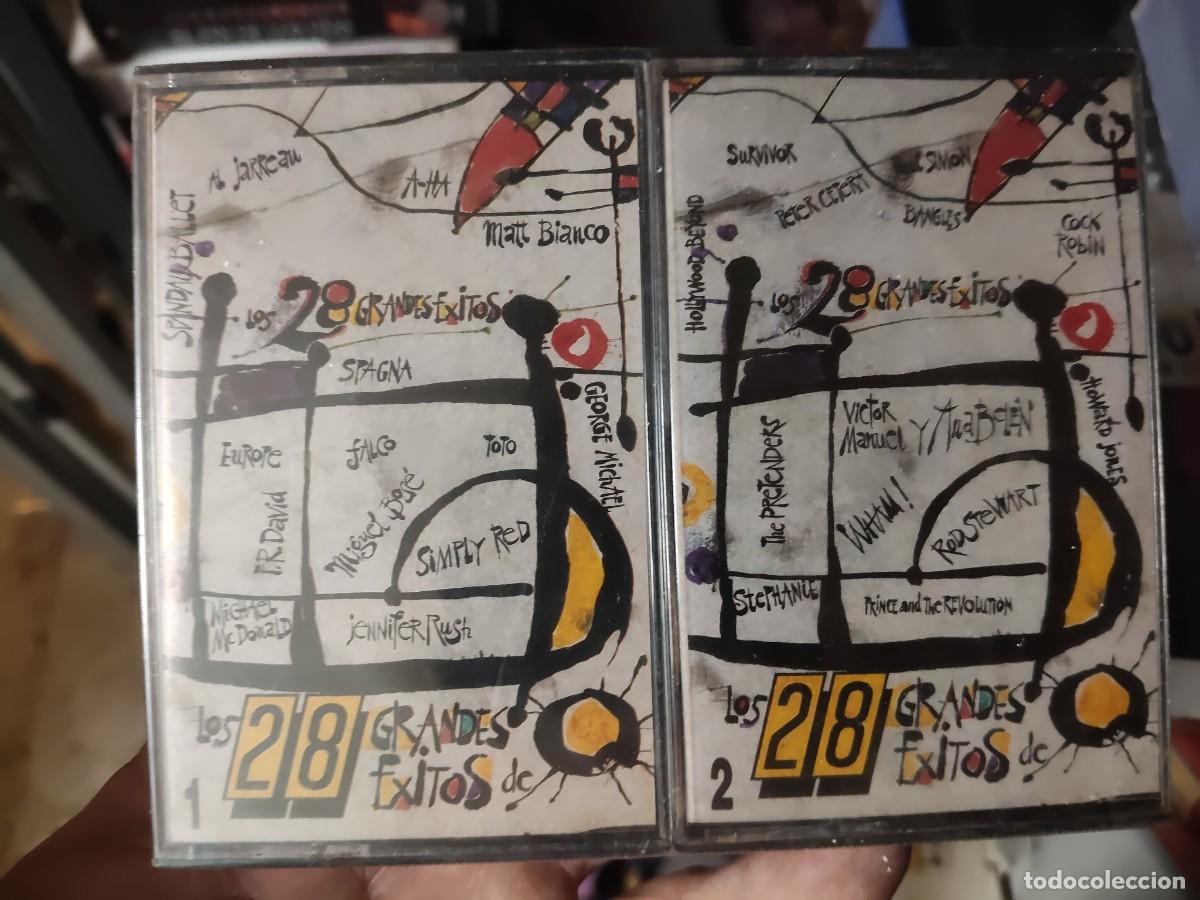 AL JARREAU
A-HA
Matt Bianco
SPANDAU BALLET
LOS 28 GRANDES EXITOS
SPAGNA
GEORGE MICHAEL
EUROPE
FALCO
TOTO
P.R. David
Miguel Bosé
SIMPLY RED
MICHAEL
McDonald
jENNIFER RUSH
LOS 28 GRANDES
EXITOS de
1
SURVIVOR
SIMON
PETER CETERA
BANGLES
HOLLYWOOD BEYOND
COCK
ROBIN
LOS 28 GRANDES EXITOS
HOWARD JONES
The PRETENDERS
VICTOR
Manuel Y Ana BELÉN
WHAM!
ROD STEWART
STEPHANIE
PRINCE and THE REVOLUTION
LOS 28 GRANDES
EXITOS de
2
todocoleccion